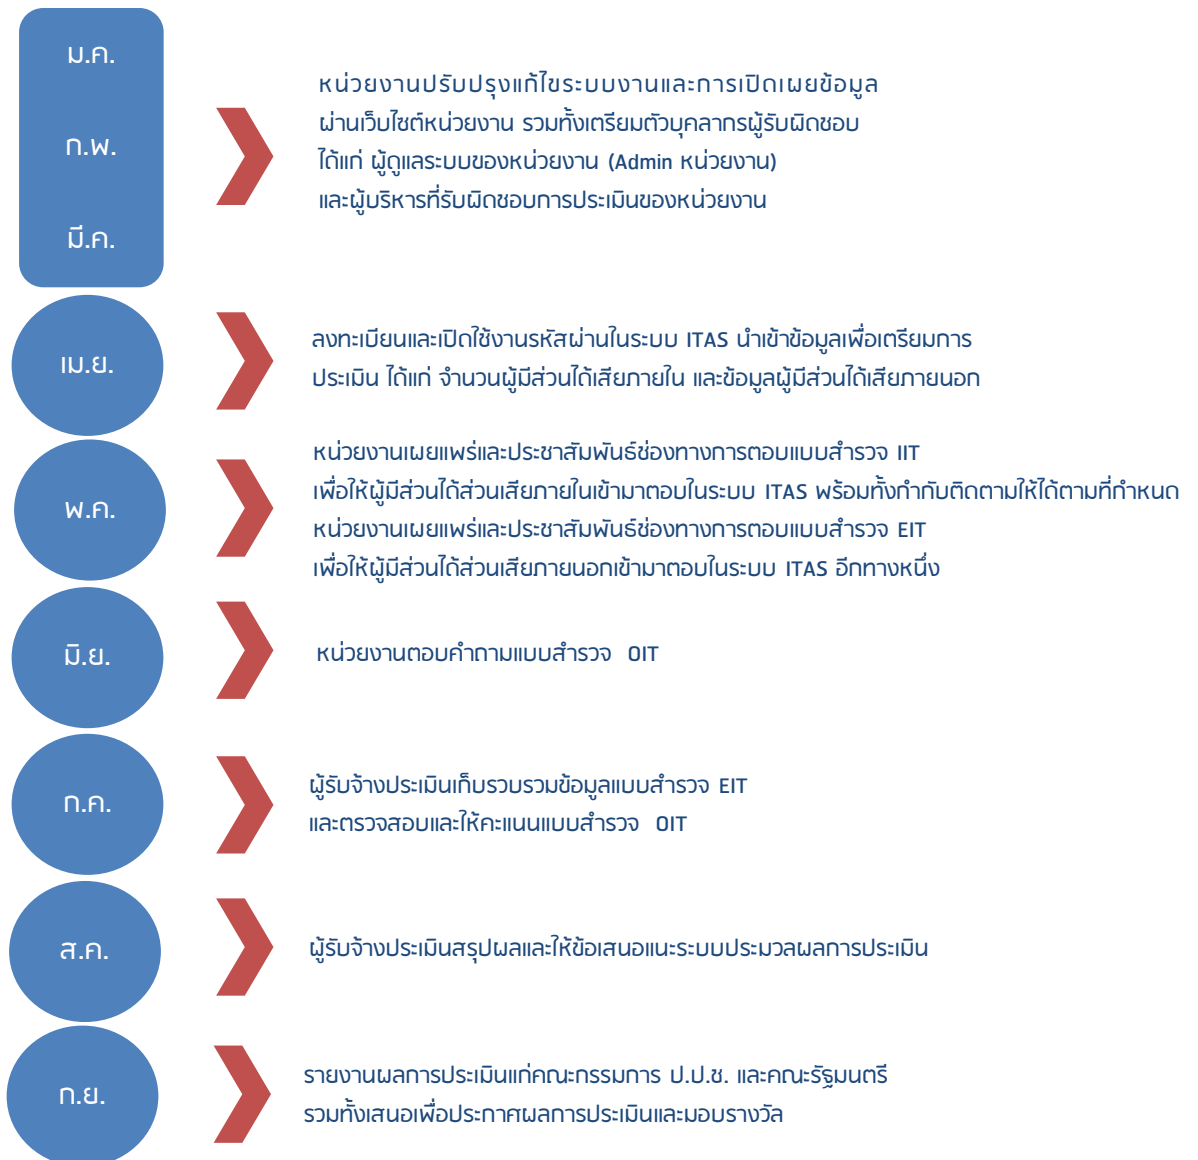 ม.ค.
ก.พ.
มี.ค.
หน่วยงานปรับปรุงแก้ไขระบบงานและการเปิดเผยข้อมูล
ผ่านเว็บไซต์หน่วยงาน รวมทั้งเตรียมตัวบุคลากรผู้รับผิดชอบ
ได้แก่ ผู้ดูแลระบบของหน่วยงาน (Admin หน่วยงาน)
และผู้บริหารที่รับผิดชอบการประเมินของหน่วยงาน
เม.ย.
ลงทะเบียนและเปิดใช้งานรหัสผ่านในระบบ ITAS นำเข้าข้อมูลเพื่อเตรียมการ
ประเมิน ได้แก่ จำนวนผู้มีส่วนได้เสียภายใน และข้อมูลผู้มีส่วนได้เสียภายนอก
พ.ค.
หน่วยงานเผยแพร่และประชาสัมพันธ์ช่องทางการตอบแบบสำรวจ IIT
เพื่อให้ผู้มีส่วนได้ส่วนเสียภายในเข้ามาตอบในระบบ ITAS พร้อมทั้งกำกับติดตามให้ได้ตามที่กำหนด
หน่วยงานเผยแพร่และประชาสัมพันธ์ช่องทางการตอบแบบสำรวจ EIT
เพื่อให้ผู้มีส่วนได้ส่วนเสียภายนอกเข้ามาตอบในระบบ ITAS อีกทางหนึ่ง
มิ.ย.
หน่วยงานตอบคำถามแบบสำรวจ OIT
ก.ค.
ผู้รับจ้างประเมินเก็บรวบรวมข้อมูลแบบสำรวจ EIT
และตรวจสอบและให้คะแนนแบบสำรวจ OIT
ส.ค.
ผู้รับจ้างประเมินสรุปผลและให้ข้อเสนอแนะระบบประมวลผลการประเมิน
ก.ย.
รายงานผลการประเมินแก่คณะกรรมการ ป.ป.ช. และคณะรัฐมนตรี
รวมทั้งเสนอเพื่อประกาศผลการประเมินและมอบรางวัล